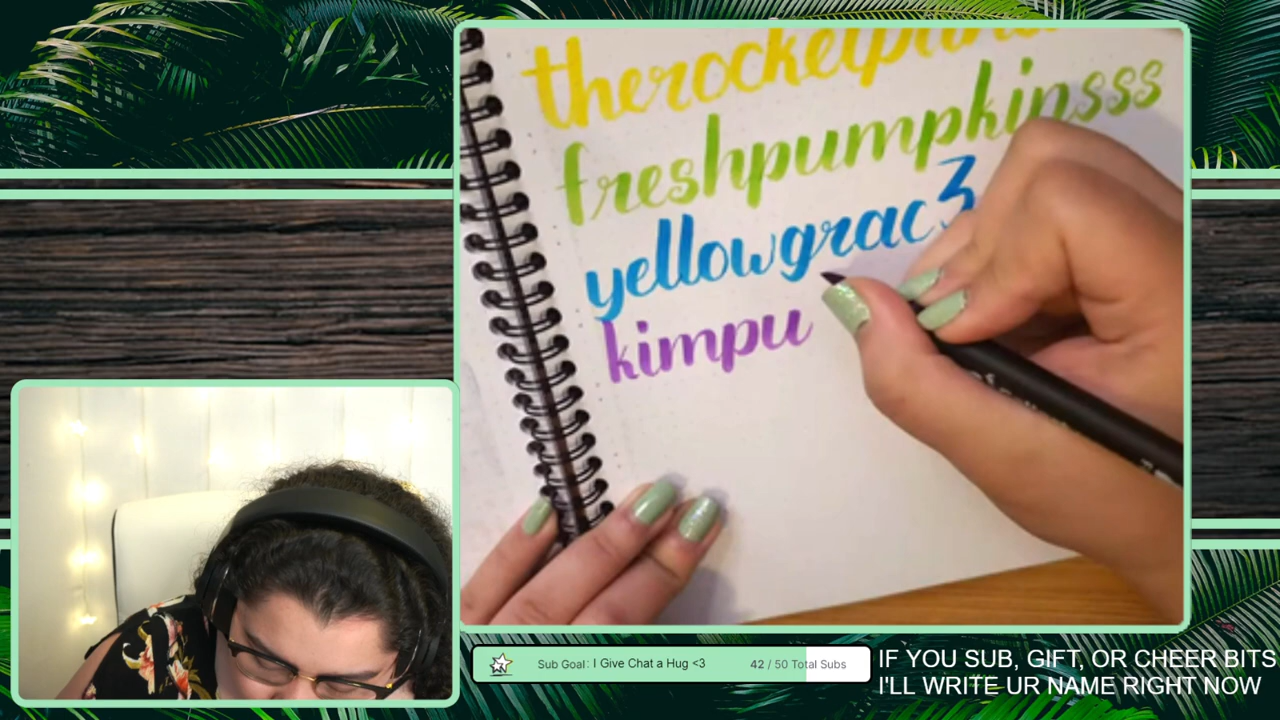 freshpumpkinsss
yellowgrac3
kimpu
Sub Goal: I Give Chat a Hug <3
42 / 50 Total Subs
IF YOU SUB, GIFT, OR CHEER BITS
I'LL WRITE UR NAME RIGHT NOW